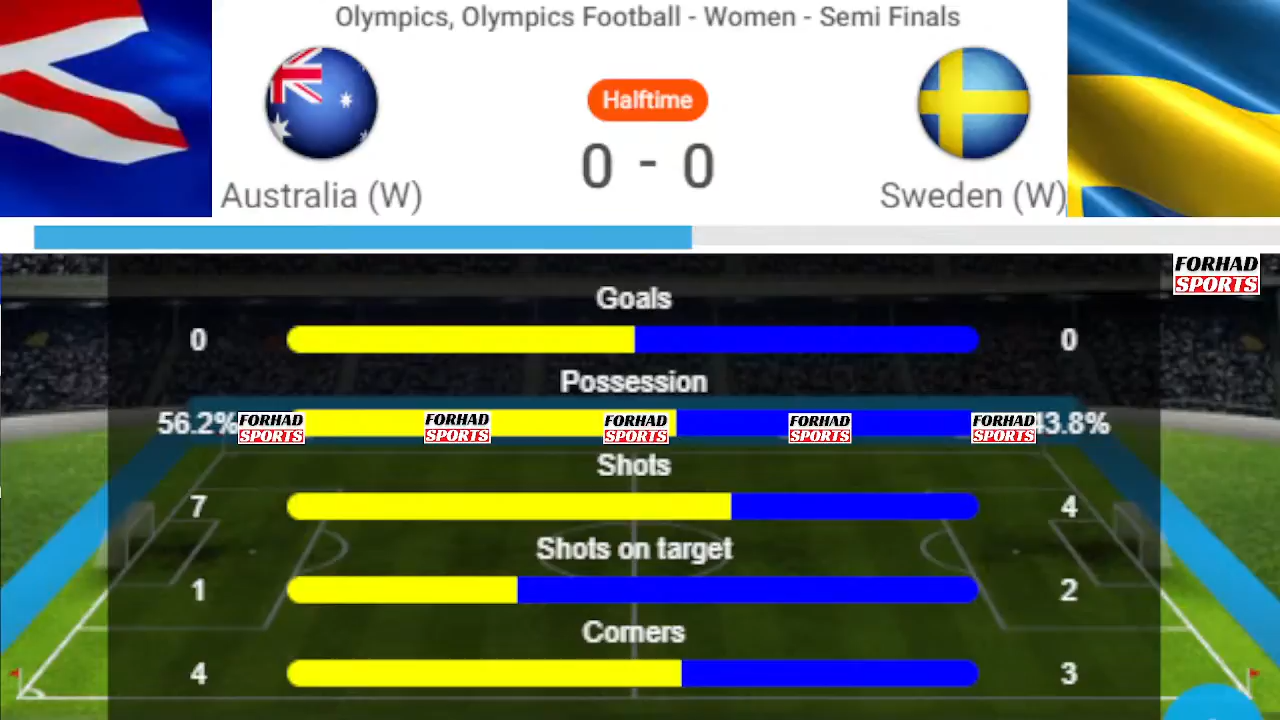 Olympics, Olympics Football - Women - Semi Finals
Halftime
0 - 0
Australia (W)
Sweden (W)
FORHAD
SPORTS
Goals
0
0
Possession
56.2%
FORHAD
SPORTS
FORHAD
SPORTS
FORHAD
SPORTS
FORHAD
SPORTS
FORHAD
SPORTS
43.8%
Shots
7
4
Shots on target
1
2
Corners
4
3